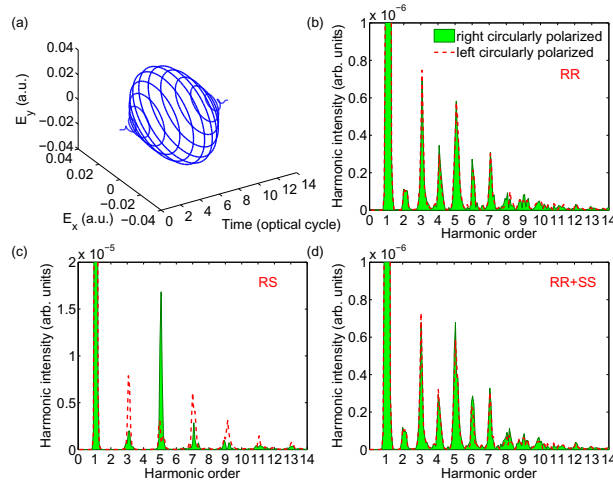 (a)
0.04
0.02
0
−0.02
−0.04
E_y (a.u.)
0.04
0.02
0
−0.02
−0.04
E_x (a.u.)
0 2 4 6 8 10 12 14
Time (optical cycle)
(b)
1 x 10^-6
0.8
0.6
0.4
0.2
0
Harmonic intensity (arb. units)
right circularly polarized
left circularly polarized
RR
0 1 2 3 4 5 6 7 8 9 10 11 12 13 14
Harmonic order
(c)
2 x 10^-5
1.5
1
0.5
0
Harmonic intensity (arb. units)
RS
0 1 2 3 4 5 6 7 8 9 10 11 12 13 14
Harmonic order
(d)
1 x 10^-6
0.8
0.6
0.4
0.2
0
Harmonic intensity (arb. units)
RR+SS
0 1 2 3 4 5 6 7 8 9 10 11 12 13 14
Harmonic order